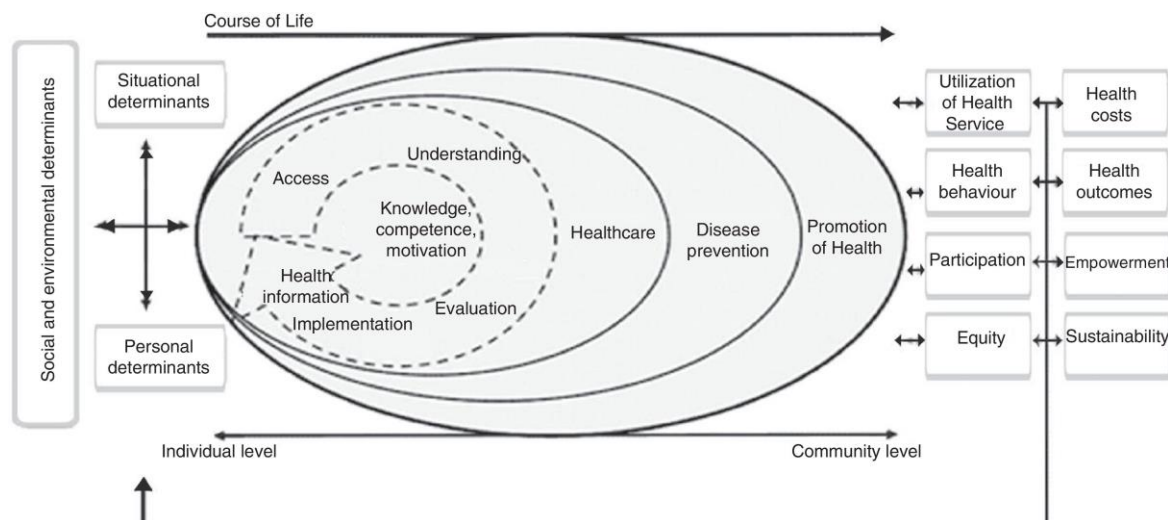 Course of Life
Social and environmental determinants
Situational
determinants
Personal
determinants
Access
Understanding
Knowledge,
competence,
motivation
Health
information
Implementation
Evaluation
Healthcare
Disease
prevention
Promotion
of Health
Individual level
Community level
Utilization
of Health
Service
Health
costs
Health
behaviour
Health
outcomes
Participation
Empowerment
Equity
Sustainability